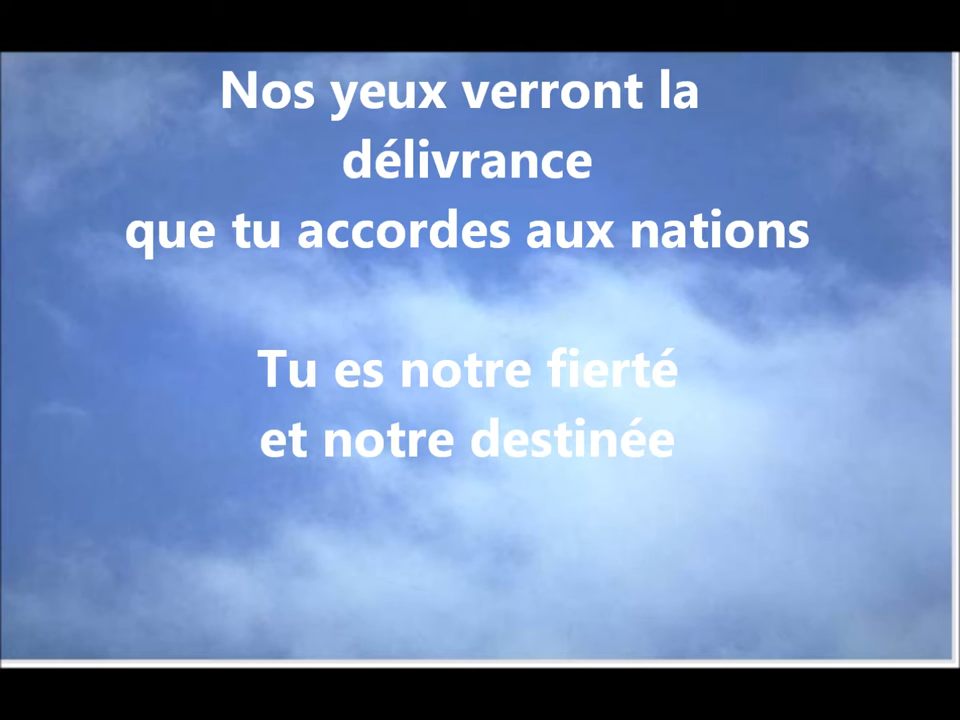 Nos yeux verront la
délivrance
que tu accordes aux nations
Tu es notre fierté
et notre destinée